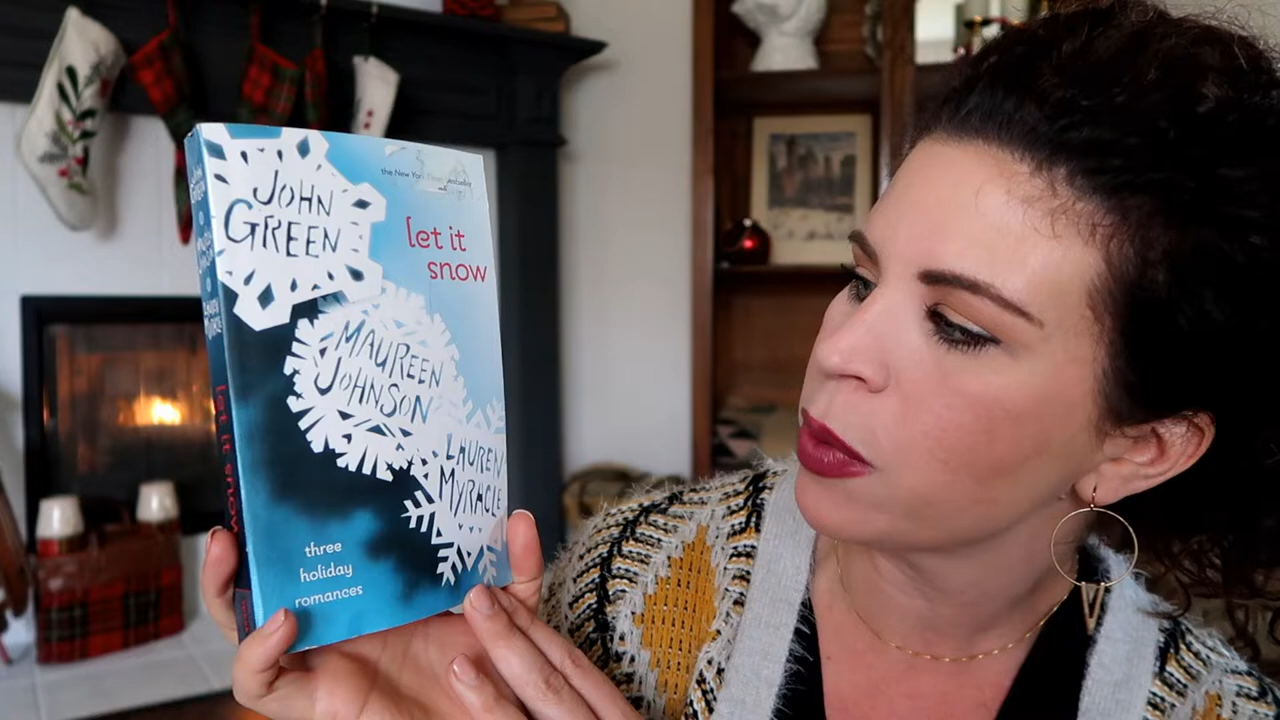 JOHN
GREEN
the New York Times bestseller
let it
snow
MAUREEN
JOHNSON
LAUREN
MYRACLE
three
holiday
romances
let it snow